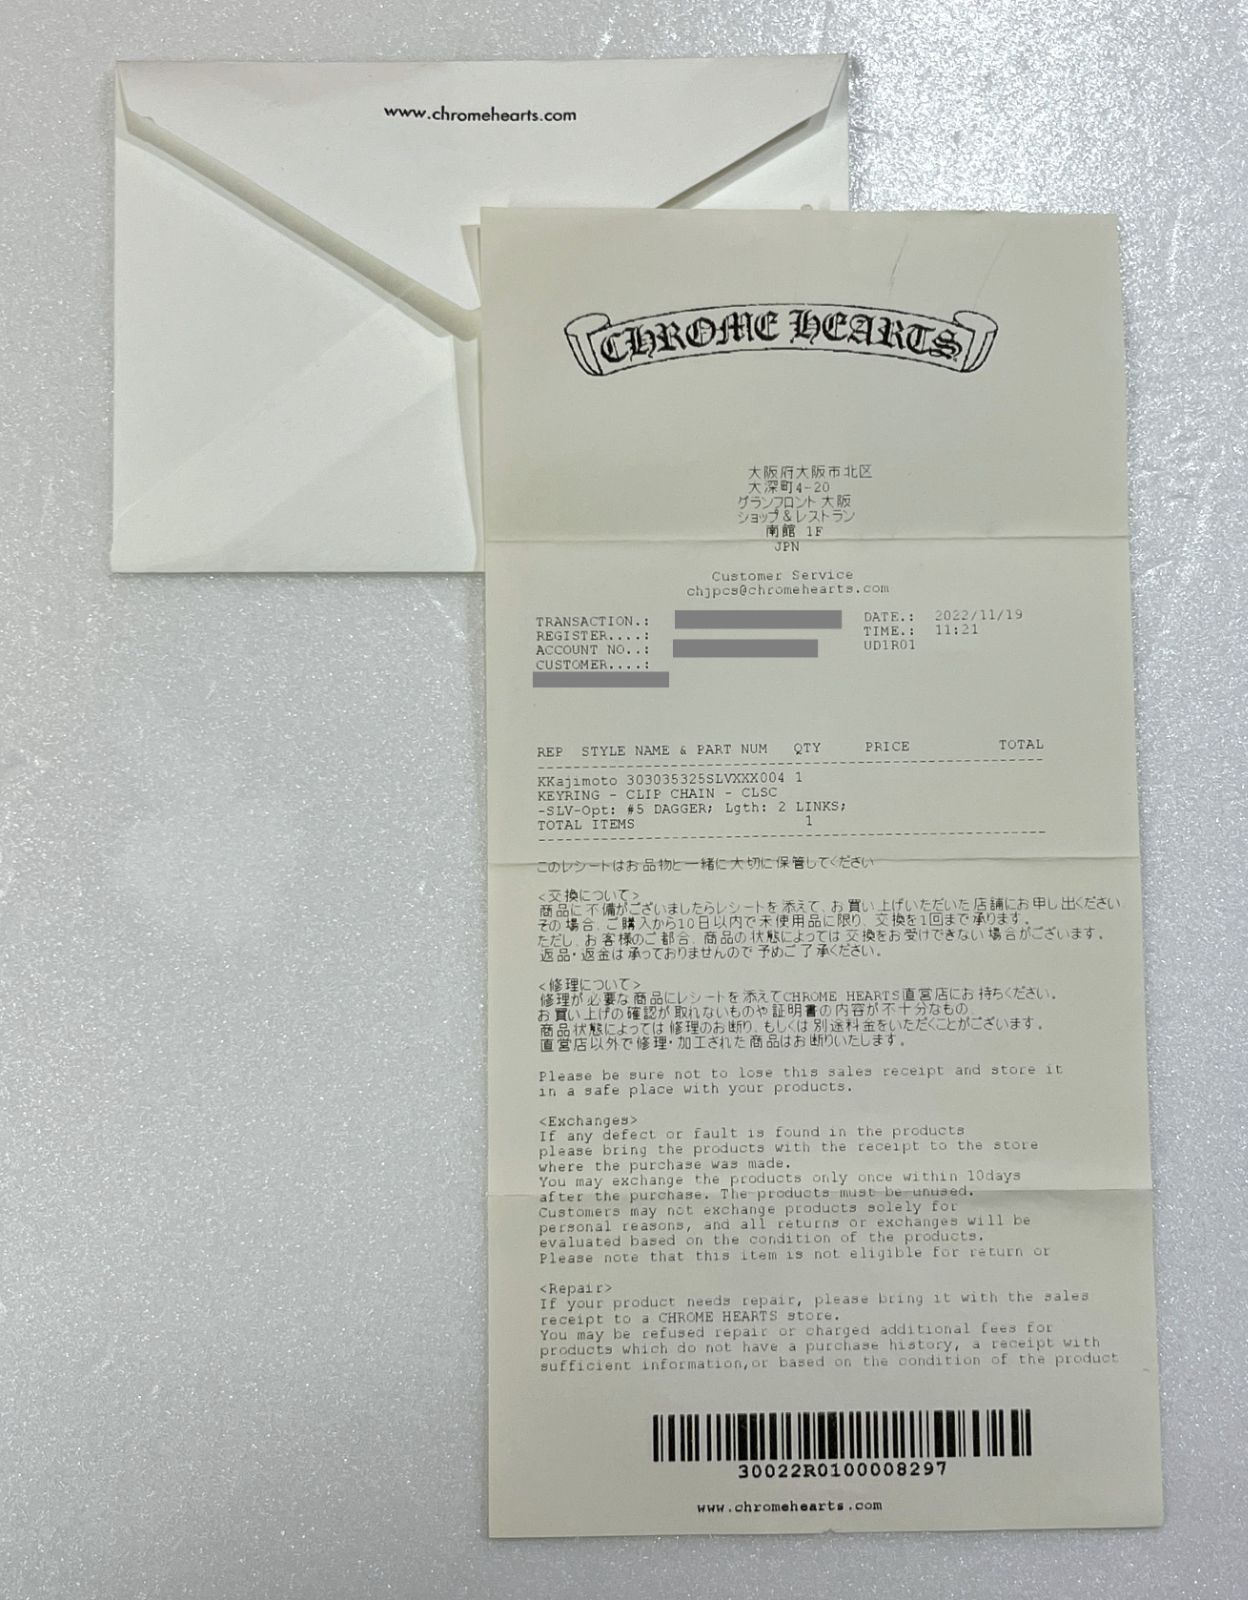 www.chromehearts.com
CHROME HEARTS
大阪府大阪市北区
大深町4-20
グランフロント大阪
ショップ&レストラン
南館 1F
JPN
Customer Service
chjpcs@chromehearts.com
TRANSACTION.: DATE.: 2022/11/19
REGISTER....: TIME.: 11:21
ACCOUNT NO..: UD1R01
CUSTOMER....:
REP STYLE NAME & PART NUM QTY PRICE TOTAL
KKajimoto 303035325SLVXXX004 1
KEYRING - CLIP CHAIN - CLSC
-SLV-Opt: #5 DAGGER; Lgth: 2 LINKS;
TOTAL ITEMS 1
このレシートはお品物と一緒に大切に保管してください
<交換について>
商品に不備がございましたらレシートを添えて、お買い上げいただいた店舗にお申し出ください
その場合、ご購入から10日以内で未使用品に限り、交換を1回まで承ります。
ただし、お客様のご都合、商品の状態によっては交換をお受けできない場合がございます。
返品・返金は承っておりませんので予めご了承ください。
<修理について>
修理が必要な商品にレシートを添えてCHROME HEARTS直営店にお持ちください。
お買い上げの確認が取れないものや証明書の内容が不十分なもの、
商品状態によっては修理のお断り、もしくは別途料金をいただくことがございます。
直営店以外で修理・加工された商品はお断りいたします。
Please be sure not to lose this sales receipt and store it
in a safe place with your products.
<Exchanges>
If any defect or fault is found in the products
please bring the products with the receipt to the store
where the purchase was made.
You may exchange the products only once within 10days
after the purchase. The products must be unused.
Customers may not exchange products solely for
personal reasons, and all returns or exchanges will be
evaluated based on the condition of the products.
Please note that this item is not eligible for return or
<Repair>
If your product needs repair, please bring it with the sales
receipt to a CHROME HEARTS store.
You may be refused repair or charged additional fees for
products which do not have a purchase history, a receipt with
sufficient information,or based on the condition of the product
30022R0100008297
www.chromehearts.com